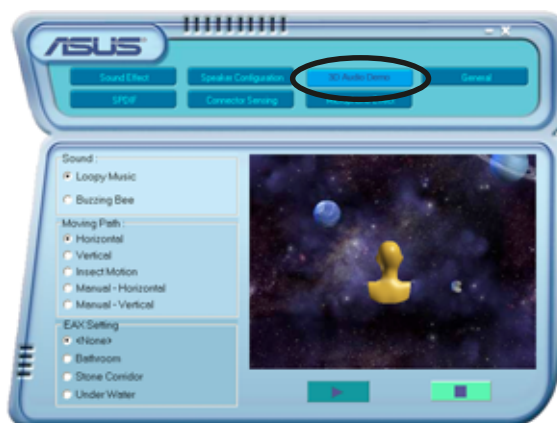 ASUS
Sound Effect
Speaker Configuration
3D Audio Demo
General
SPDIF
Connector Sensing
Sound :
Loopy Music
Buzzing Bee
Moving Path :
Horizontal
Vertical
Insect Motion
Manual - Horizontal
Manual - Vertical
EAX Setting
<None>
Bathroom
Stone Corridor
Under Water